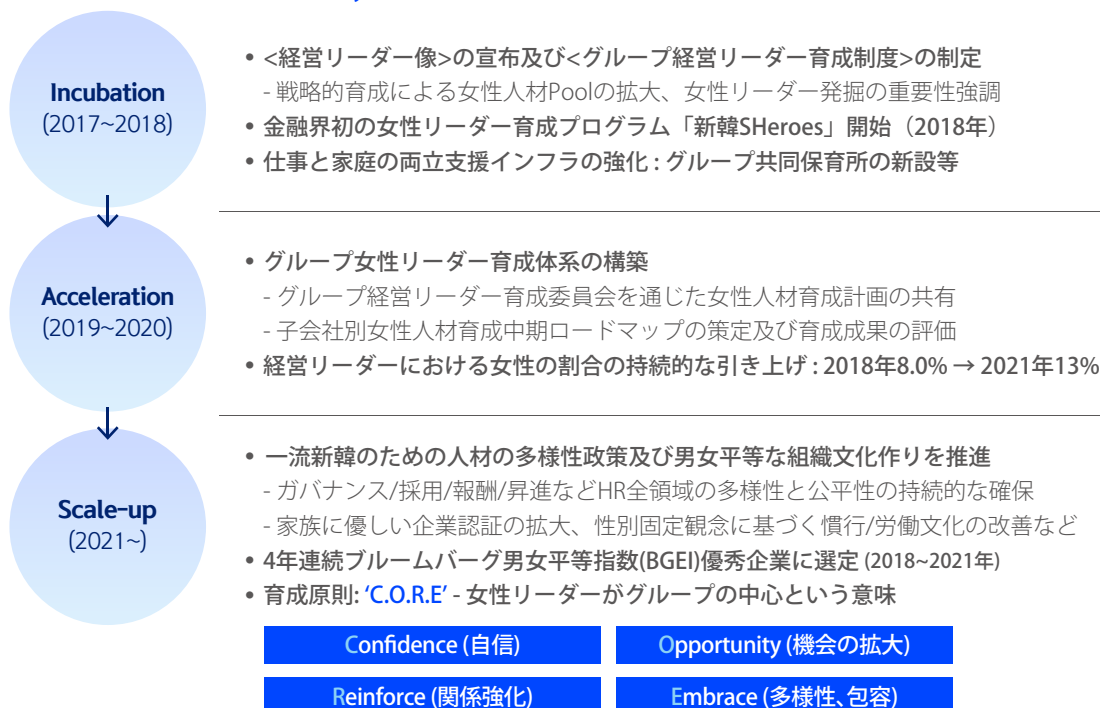 Incubation
(2017~2018)
• <経営リーダー像>の宣布及び<グループ経営リーダー育成制度>の制定
- 戦略的育成による女性人材Poolの拡大、女性リーダー発掘の重要性強調
• 金融界初の女性リーダー育成プログラム「新韓SHeroes」開始（2018年）
• 仕事と家庭の両立支援インフラの強化 : グループ共同保育所の新設等
Acceleration
(2019~2020)
• グループ女性リーダー育成体系の構築
- グループ経営リーダー育成委員会を通じた女性人材育成計画の共有
- 子会社別女性人材育成中期ロードマップの策定及び育成成果の評価
• 経営リーダーにおける女性の割合の持続的な引き上げ : 2018年8.0% → 2021年13%
Scale-up
(2021~)
• 一流新韓のための人材の多様性政策及び男女平等な組織文化作りを推進
- ガバナンス/採用/報酬/昇進などHR全領域の多様性と公平性の持続的な確保
- 家族に優しい企業認証の拡大、性別固定観念に基づく慣行/労働文化の改善など
• 4年連続ブルームバーグ男女平等指数(BGEI)優秀企業に選定 (2018~2021年)
• 育成原則: ‘C.O.R.E’ - 女性リーダーがグループの中心という意味
Confidence (自信)
Opportunity (機会の拡大)
Reinforce (関係強化)
Embrace (多様性、包容)